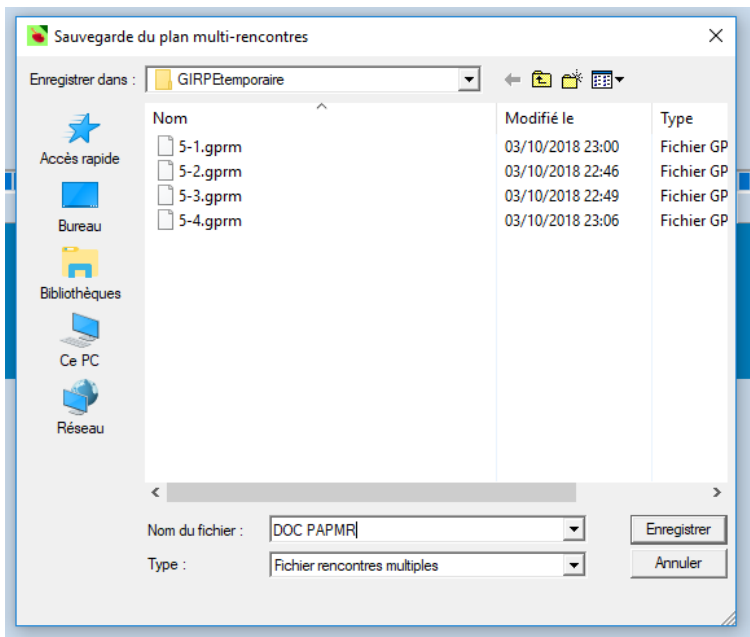 Sauvegarde du plan multi-rencontres
Enregistrer dans :
GIRPEtemporaire
Nom Modifié le Type
5-1.gprm 03/10/2018 23:00 Fichier GP
5-2.gprm 03/10/2018 22:46 Fichier GP
5-3.gprm 03/10/2018 22:49 Fichier GP
5-4.gprm 03/10/2018 23:06 Fichier GP
Accès rapide
Bureau
Bibliothèques
Ce PC
Réseau
Nom du fichier : DOC PAPMR Enregistrer
Type : Fichier rencontres multiples Annuler